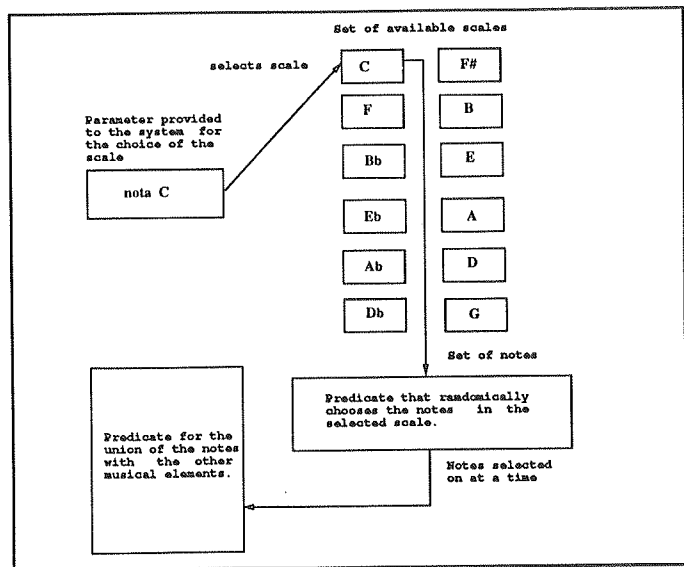 Set of available scales
selects scale
C
F#
F
B
Bb
E
Eb
A
Ab
D
Db
G
Parameter provided
to the system for
the choice of the
scale
nota C
Set of notes
Predicate that ramdomically
chooses the notes in the
selected scale.
Notes selected
on at a time
Predicate for the
union of the notes
with the other
musical elements.